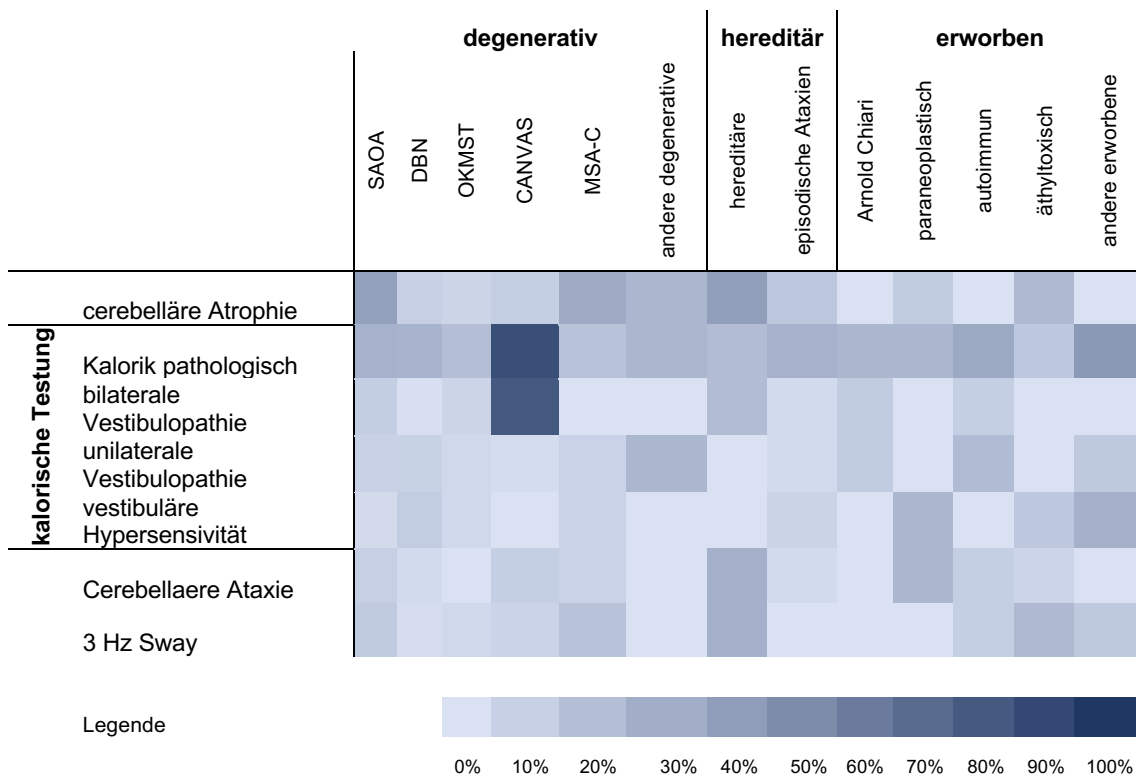 degenerativ hereditär erworben
SAOA
DBN
OKMST
CANVAS
MSA-C
andere degenerative
hereditäre
episodische Ataxien
Arnold Chiari
paraneoplastisch
autoimmun
äthyltoxisch
andere erworbene
cerebelläre Atrophie
kalorische Testung
Kalorik pathologisch
bilaterale
Vestibulopathie
unilaterale
Vestibulopathie
vestibuläre
Hypersensivität
Cerebellaere Ataxie
3 Hz Sway
Legende
0% 10% 20% 30% 40% 50% 60% 70% 80% 90% 100%